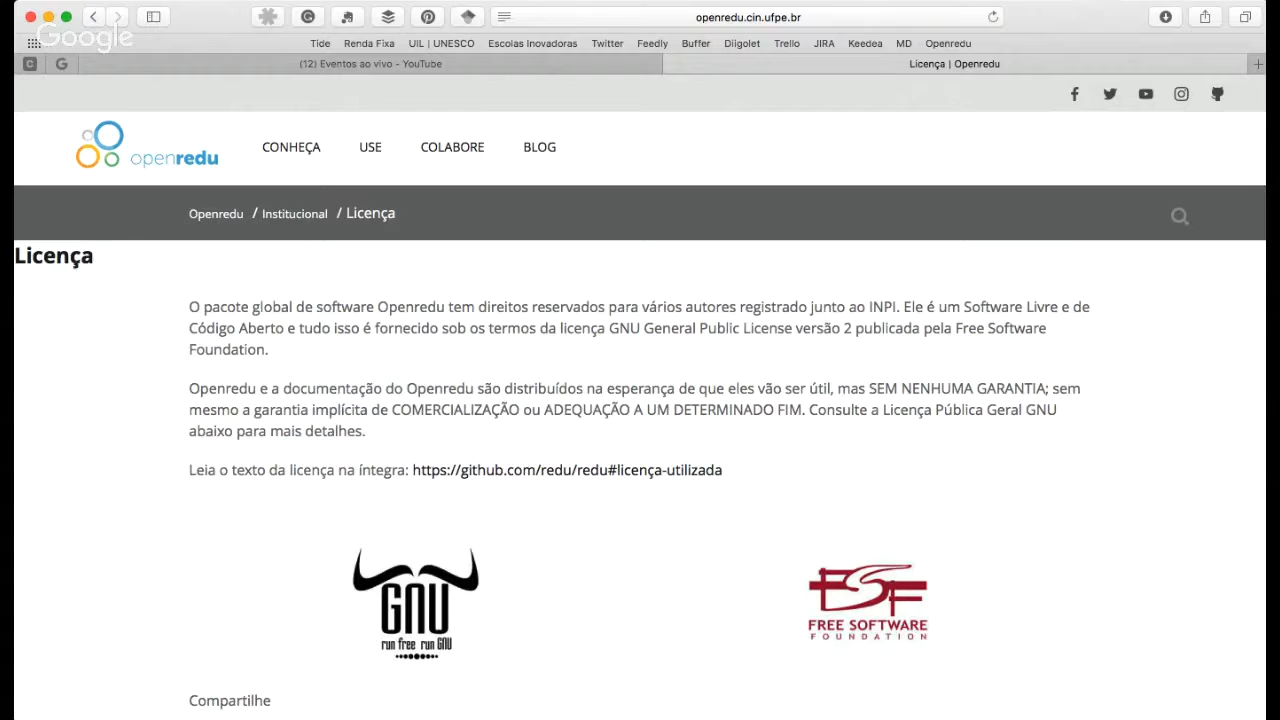 openredu.cin.ufpe.br
Google
Tide Renda Fixa UIL | UNESCO Escolas Inovadoras Twitter Feedly Buffer Diigolet Trello JIRA Keedea MD Openredu
C G (12) Eventos ao vivo - YouTube Licença | Openredu +
openredu CONHEÇA USE COLABORE BLOG
Openredu / Institucional / Licença
Licença
O pacote global de software Openredu tem direitos reservados para vários autores registrado junto ao INPI. Ele é um Software Livre e de
Código Aberto e tudo isso é fornecido sob os termos da licença GNU General Public License versão 2 publicada pela Free Software
Foundation.
Openredu e a documentação do Openredu são distribuídos na esperança de que eles vão ser útil, mas SEM NENHUMA GARANTIA; sem
mesmo a garantia implícita de COMERCIALIZAÇÃO ou ADEQUAÇÃO A UM DETERMINADO FIM. Consulte a Licença Pública Geral GNU
abaixo para mais detalhes.
Leia o texto da licença na íntegra: https://github.com/redu/redu#licença-utilizada
GNU
run free run GNU
FSF
FREE SOFTWARE
FOUNDATION
Compartilhe